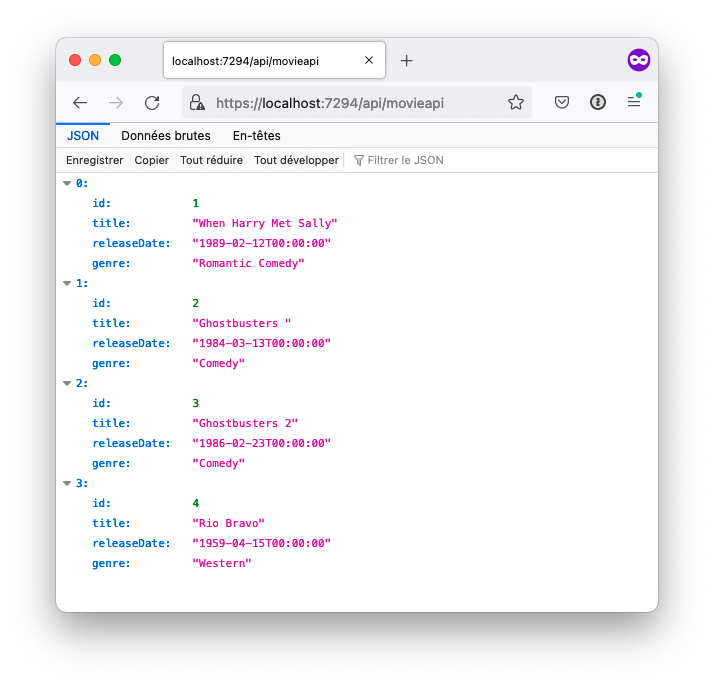 localhost:7294/api/movieapi
https://localhost:7294/api/movieapi
JSON Données brutes En-têtes
Enregistrer Copier Tout réduire Tout développer Filtrer le JSON
0:
id: 1
title: "When Harry Met Sally"
releaseDate: "1989-02-12T00:00:00"
genre: "Romantic Comedy"
1:
id: 2
title: "Ghostbusters "
releaseDate: "1984-03-13T00:00:00"
genre: "Comedy"
2:
id: 3
title: "Ghostbusters 2"
releaseDate: "1986-02-23T00:00:00"
genre: "Comedy"
3:
id: 4
title: "Rio Bravo"
releaseDate: "1959-04-15T00:00:00"
genre: "Western"